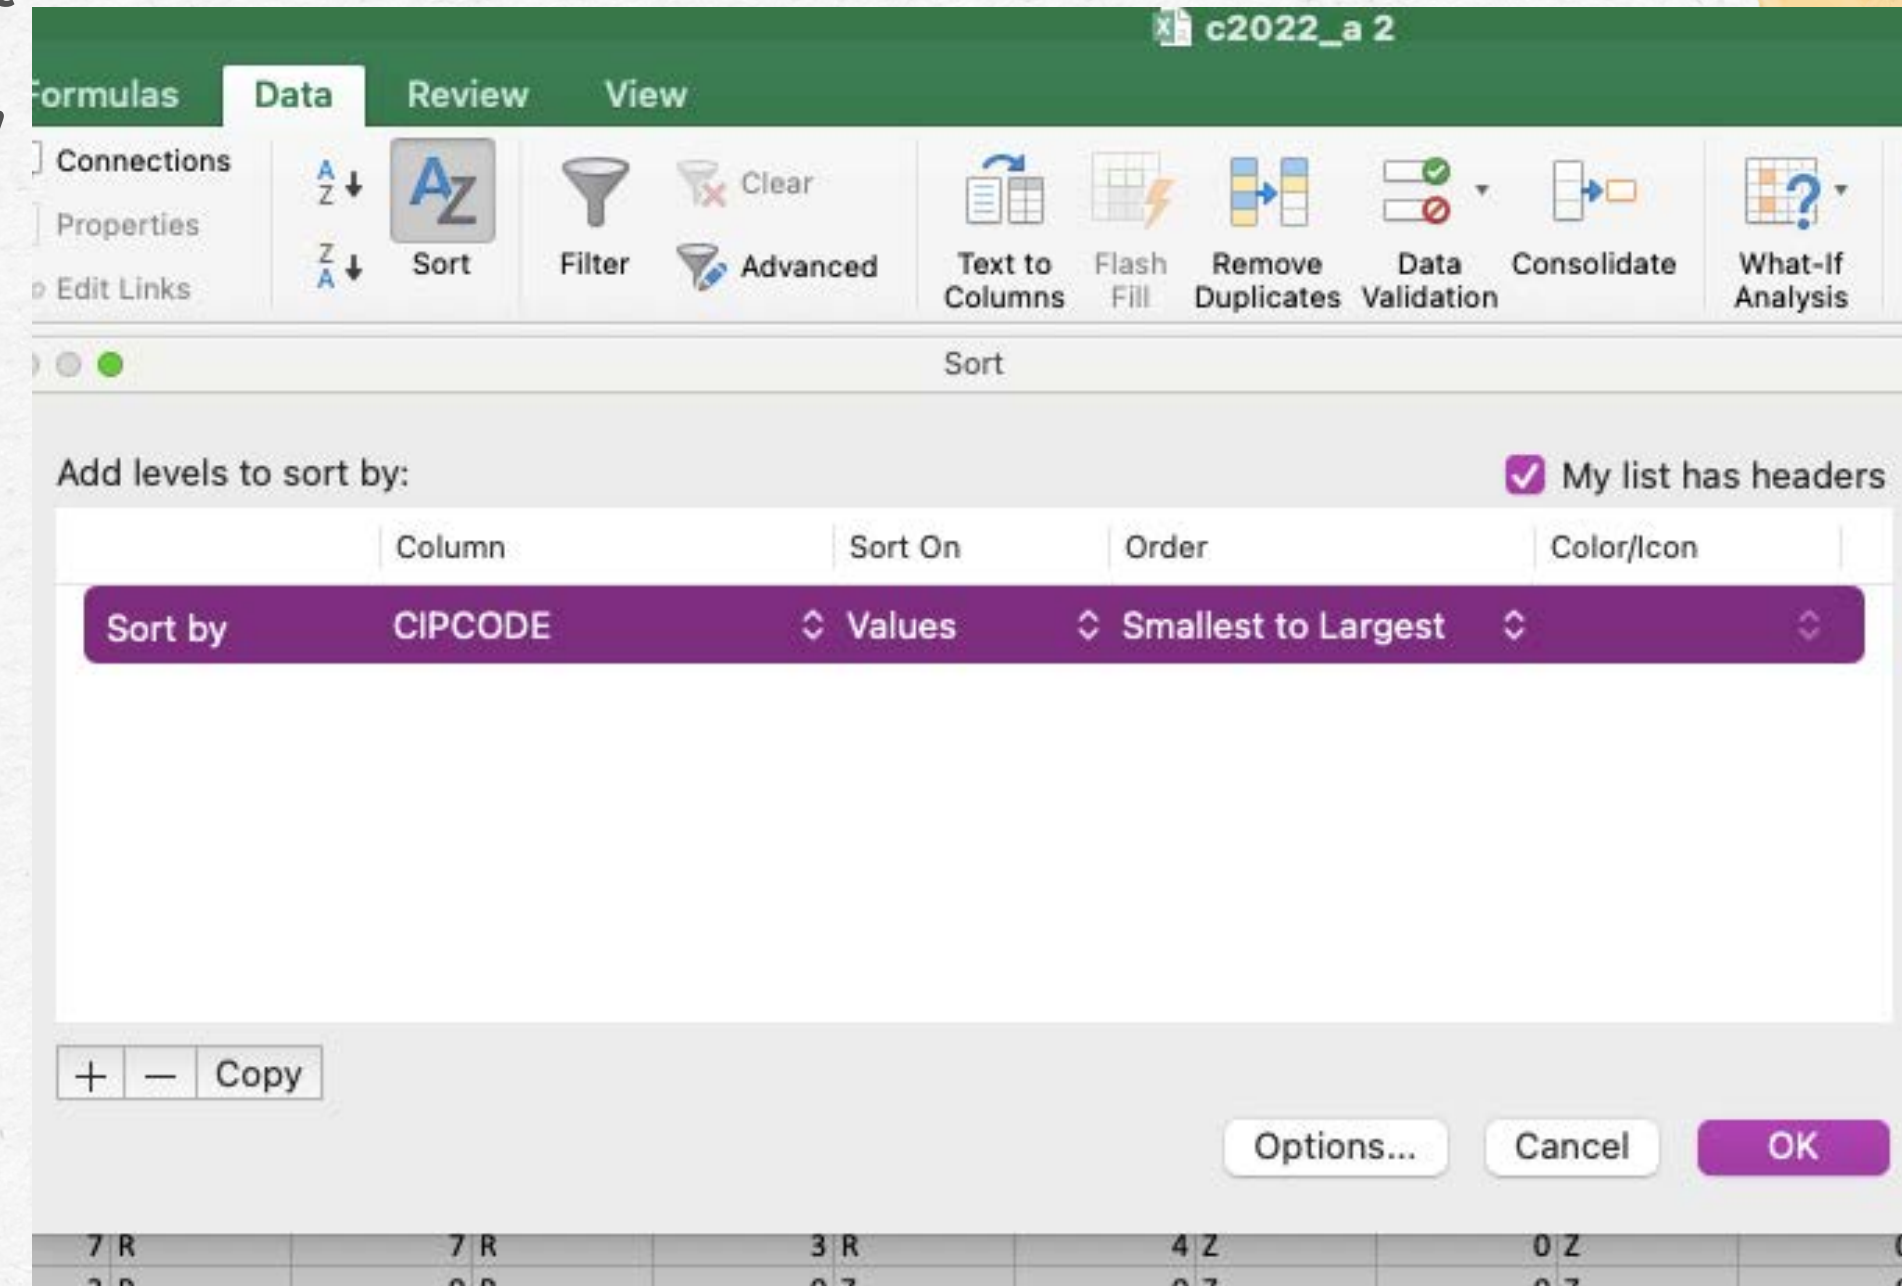 c2022_a 2
Formulas Data Review View
Connections
Properties
Edit Links
Sort
Filter
Clear
Advanced
Text to
Columns
Flash
Fill
Remove
Duplicates
Data
Validation
Consolidate
What-If
Analysis
Sort
Add levels to sort by:
My list has headers
Column Sort On Order Color/Icon
Sort by CIPCODE Values Smallest to Largest
+ − Copy
Options... Cancel OK
7 R 7 R 3 R 4 Z 0 Z